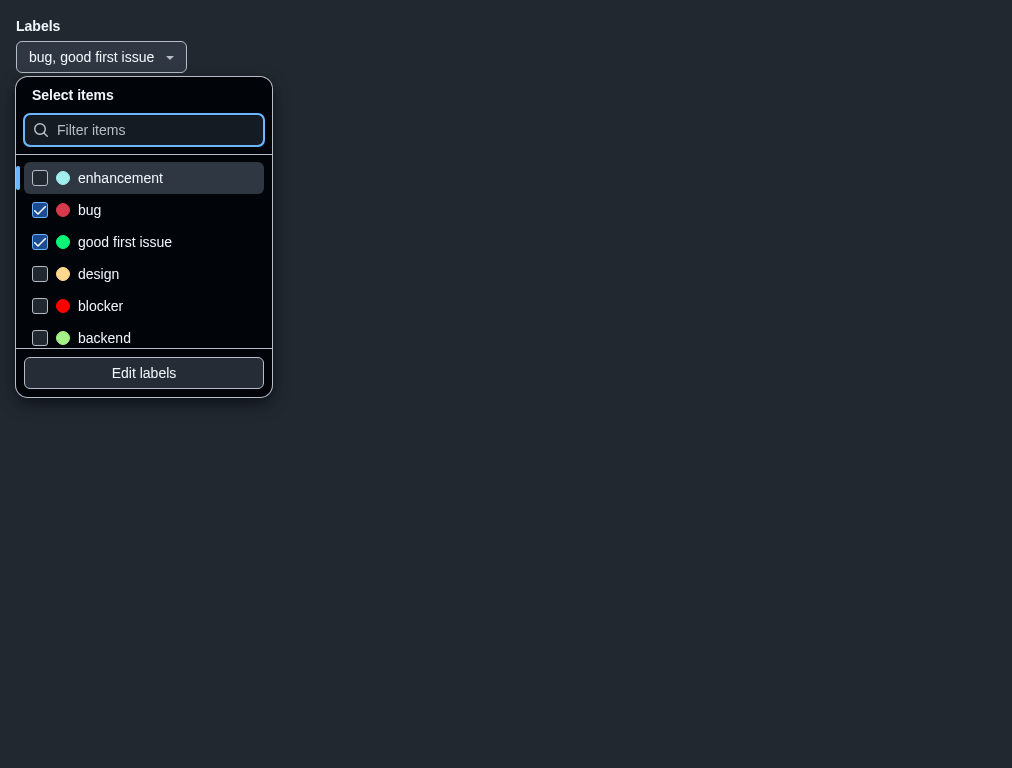 Labels
bug, good first issue
Select items
Filter items
enhancement
bug
good first issue
design
blocker
backend
Edit labels